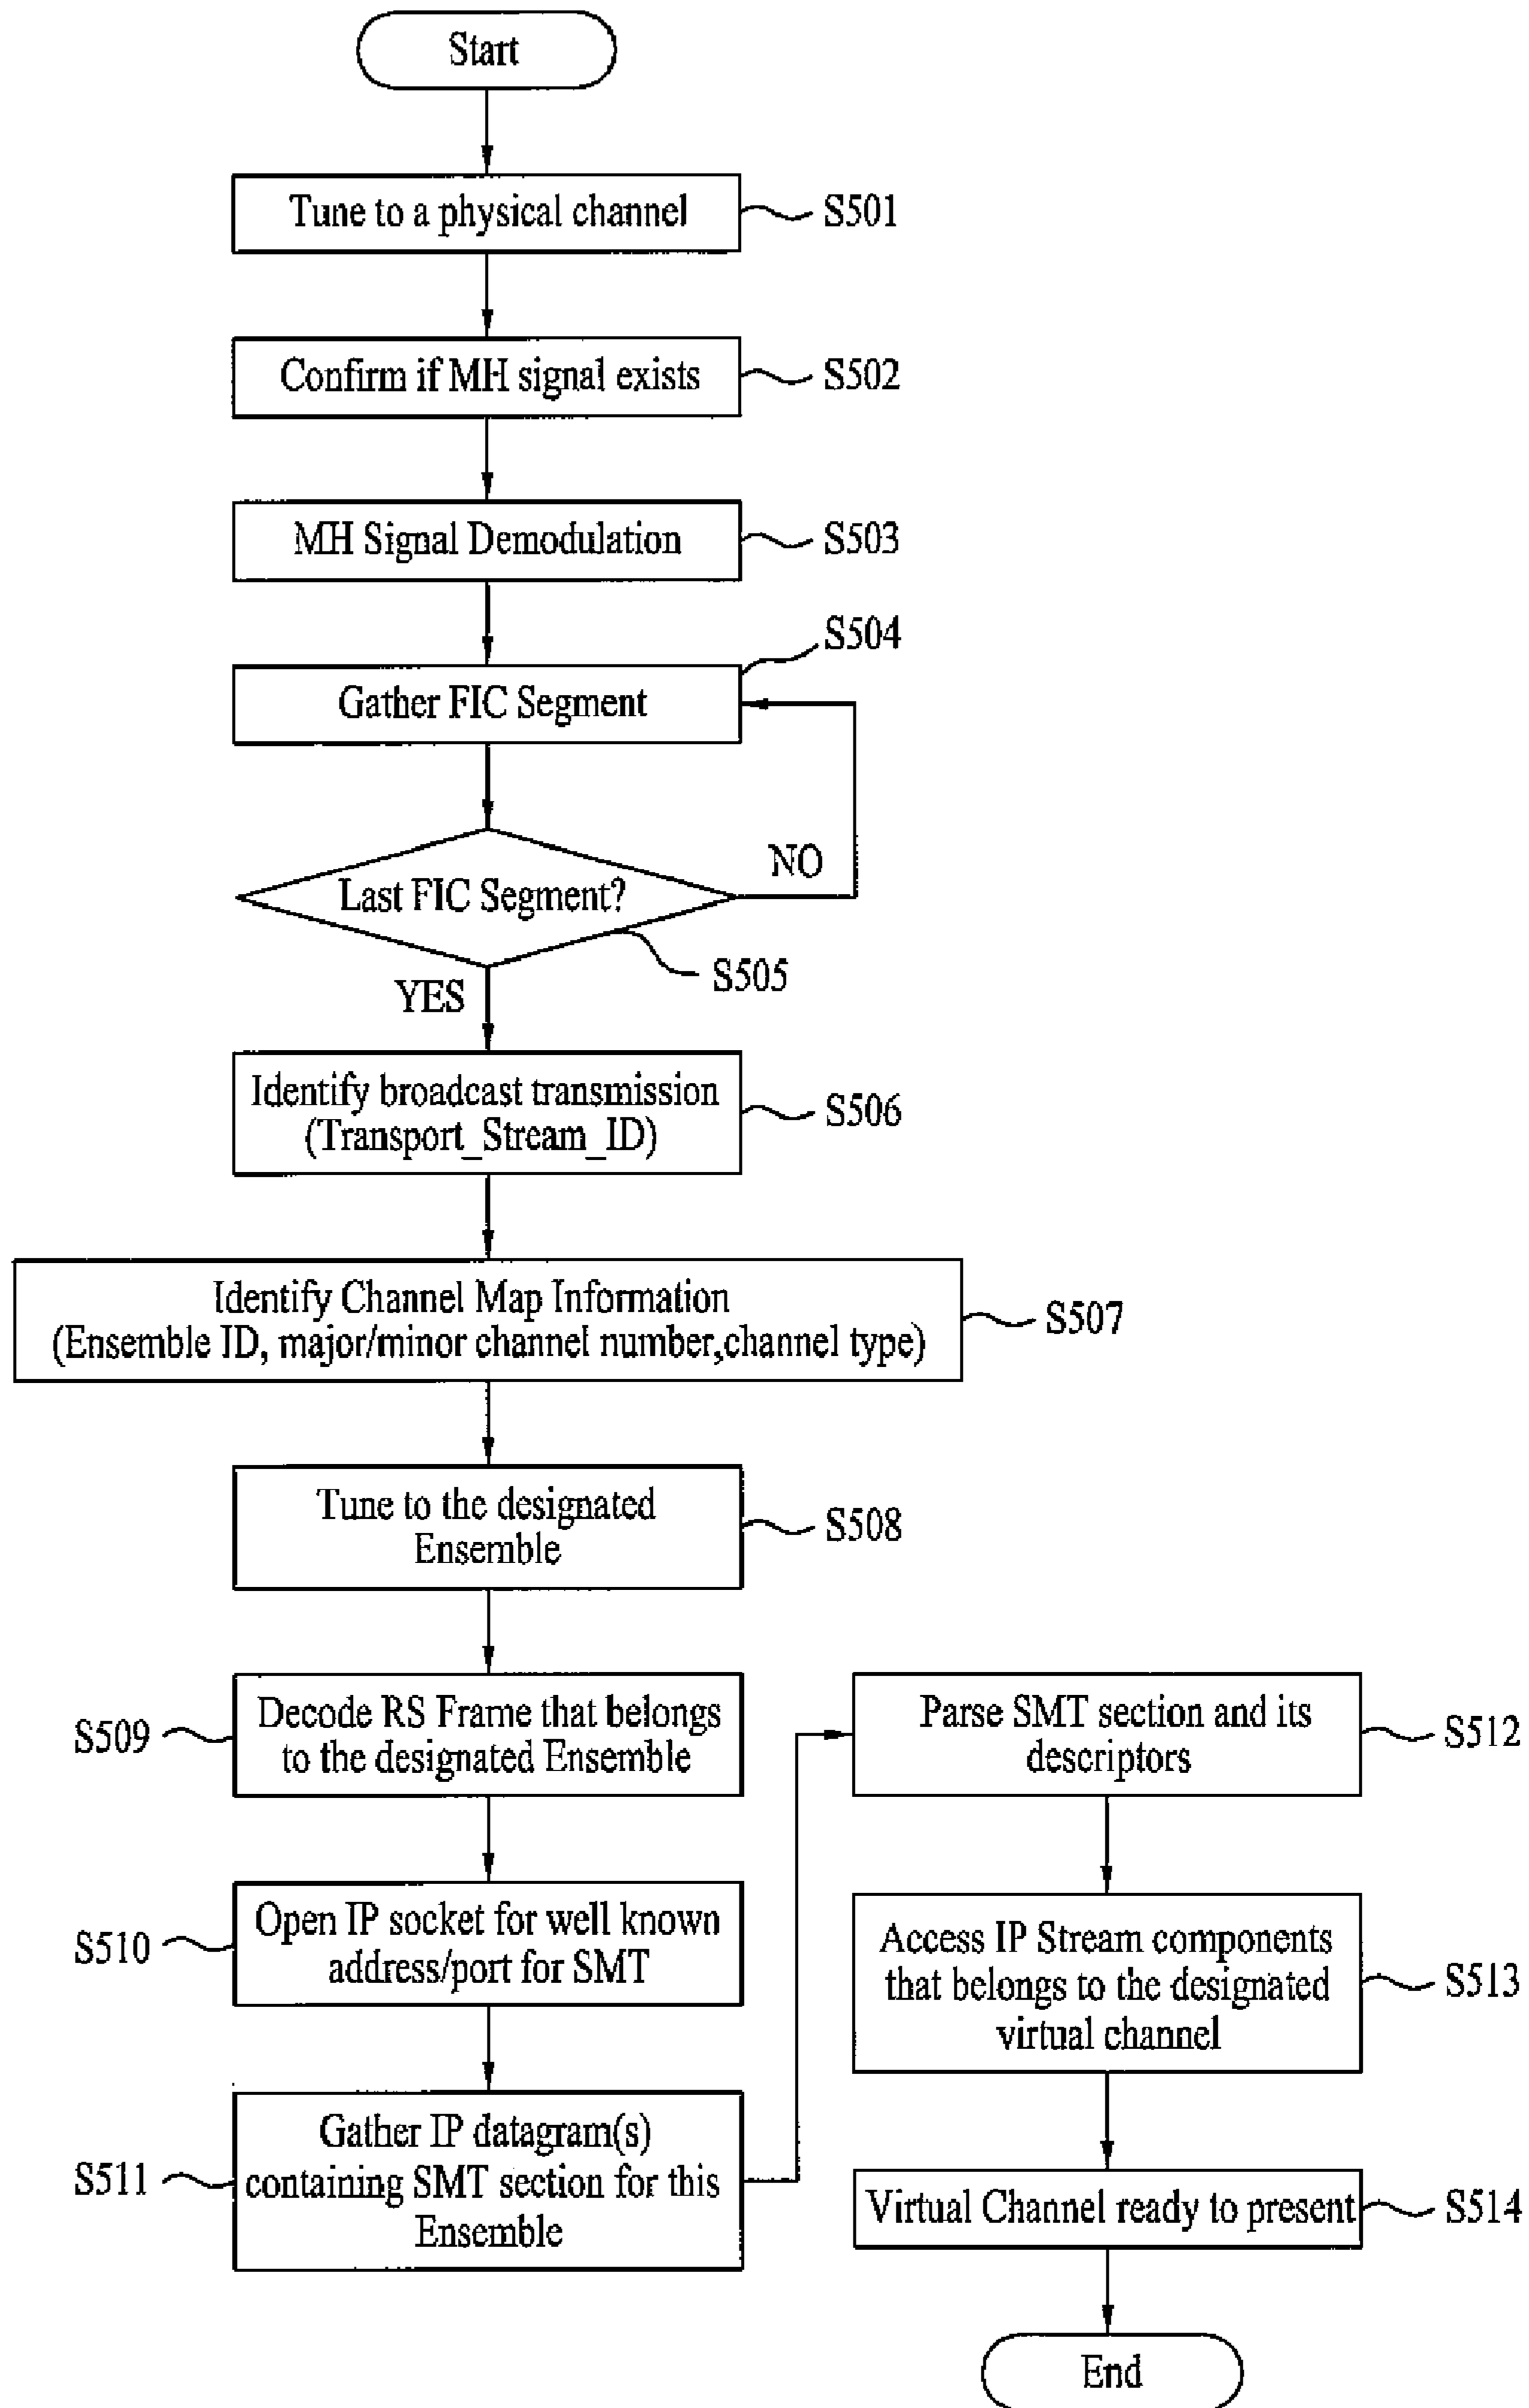 Start
Tune to a physical channel
S501
Confirm if MH signal exists
S502
MH Signal Demodulation
S503
S504
Gather FIC Segment
NO
Last FIC Segment?
S505
YES
Identify broadcast transmission
(Transport_Stream_ID)
S506
Identify Channel Map Information
(Ensemble ID, major/minor channel number,channel type)
S507
Tune to the designated
Ensemble
S508
S509
Decode RS Frame that belongs
to the designated Ensemble
S510
Open IP socket for well known
address/port for SMT
S511
Gather IP datagram(s)
containing SMT section for this
Ensemble
Parse SMT section and its
descriptors
S512
Access IP Stream components
that belongs to the designated
virtual channel
S513
Virtual Channel ready to present
S514
End